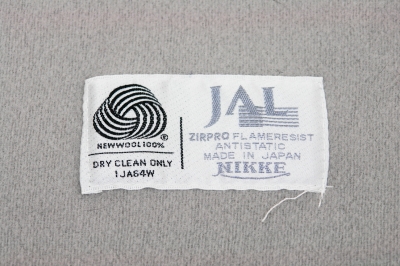 ®
NEWWOOL100%
DRY CLEAN ONLY
1JA64W
JAL
ZIRPRO FLAMERESIST
ANTISTATIC
MADE IN JAPAN
NIKKE